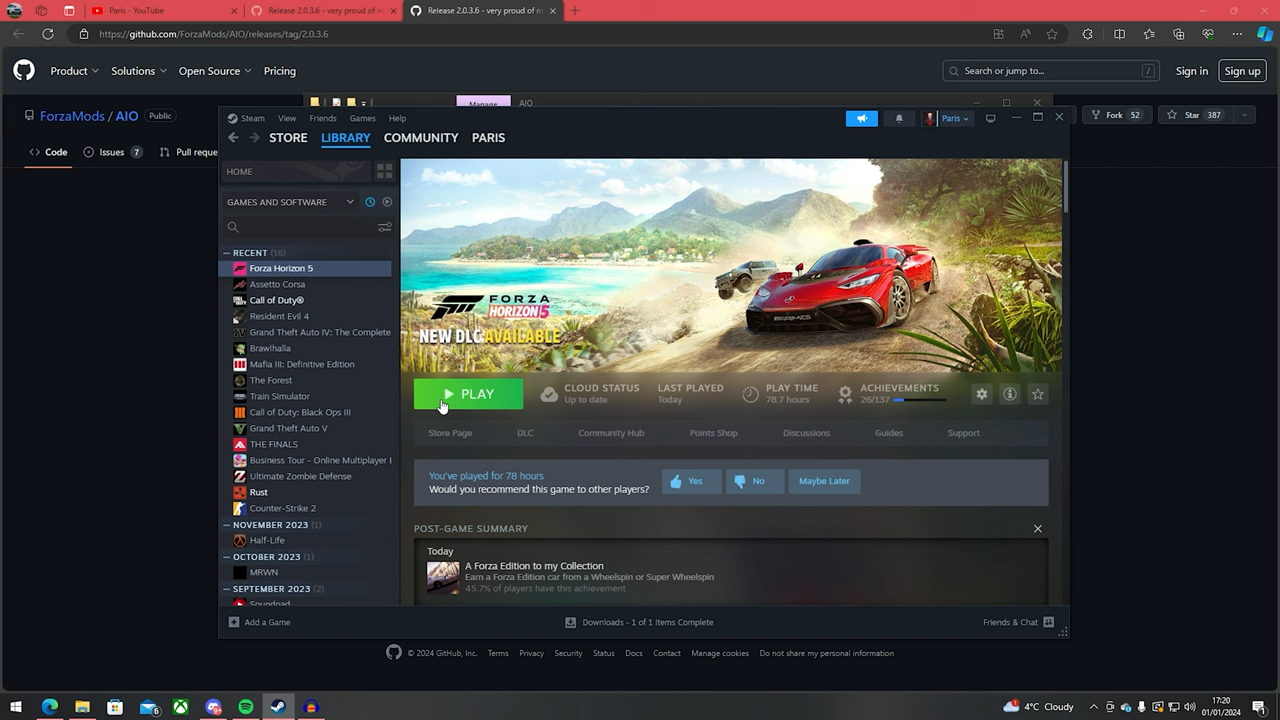 Paris - YouTube
Release 2.0.3.6 - very proud of m
Release 2.0.3.6 - very proud of m
https://github.com/ForzaMods/AIO/releases/tag/2.0.3.6
Product
Solutions
Open Source
Pricing
Search or jump to...
/
Sign in
Sign up
ForzaMods / AIO
Public
Manage
AIO
Fork 52
Star 387
Code
Issues 7
Pull reque
Steam
View
Friends
Games
Help
Paris
STORE
LIBRARY
COMMUNITY
PARIS
HOME
GAMES AND SOFTWARE
RECENT (16)
Forza Horizon 5
Assetto Corsa
Call of Duty®
Resident Evil 4
Grand Theft Auto IV: The Complete
Brawlhalla
Mafia III: Definitive Edition
The Forest
Train Simulator
Call of Duty: Black Ops III
Grand Theft Auto V
THE FINALS
Business Tour - Online Multiplayer
Ultimate Zombie Defense
Rust
Counter-Strike 2
NOVEMBER 2023 (1)
Half-Life
OCTOBER 2023 (1)
MRWN
SEPTEMBER 2023 (2)
Soundpad
FORZA
HORIZON 5
NEW DLC AVAILABLE
PLAY
CLOUD STATUS
Up to date
LAST PLAYED
Today
PLAY TIME
78.7 hours
ACHIEVEMENTS
26/137
Store Page
DLC
Community Hub
Points Shop
Discussions
Guides
Support
You've played for 78 hours
Would you recommend this game to other players?
Yes
No
Maybe Later
POST-GAME SUMMARY
Today
A Forza Edition to my Collection
Earn a Forza Edition car from a Wheelspin or Super Wheelspin
45.7% of players have this achievement
Add a Game
Downloads - 1 of 1 Items Complete
Friends & Chat
© 2024 GitHub, Inc.
Terms
Privacy
Security
Status
Docs
Contact
Manage cookies
Do not share my personal information
4°C Cloudy
17:20
01/01/2024